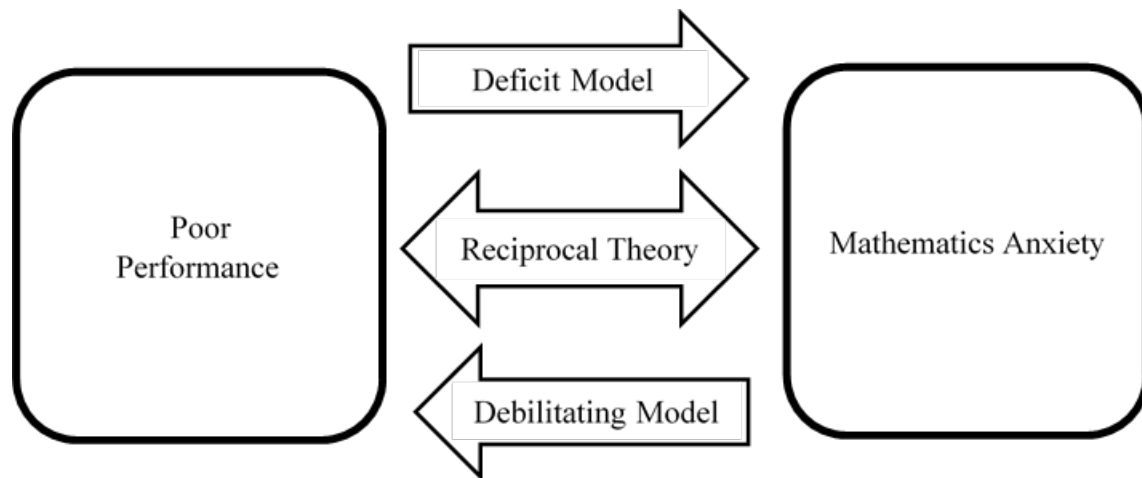 Deficit Model
Poor
Performance
Reciprocal Theory
Mathematics Anxiety
Debilitating Model